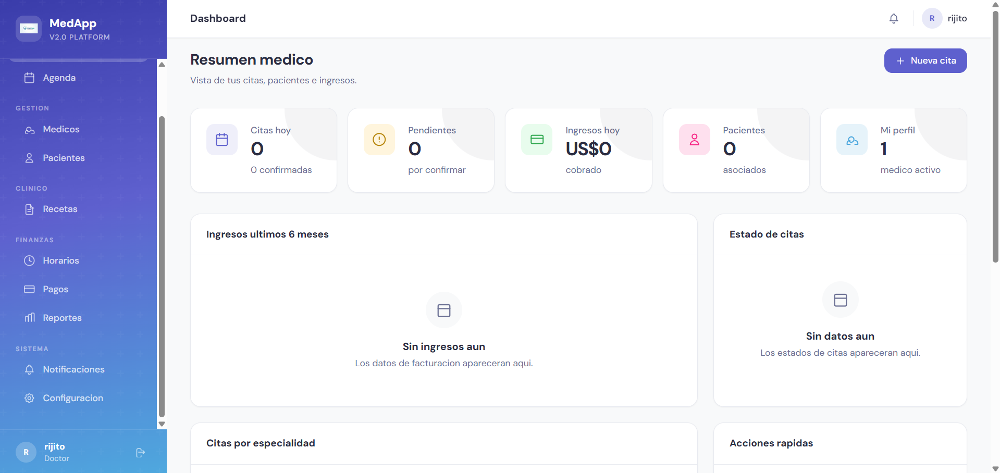 MedApp
V2.0 PLATFORM
Agenda
GESTION
Medicos
Pacientes
CLINICO
Recetas
FINANZAS
Horarios
Pagos
Reportes
SISTEMA
Notificaciones
Configuracion
R
rijito
Doctor
Dashboard
R
rijito
Resumen medico
Vista de tus citas, pacientes e ingresos.
+ Nueva cita
Citas hoy
0
0 confirmadas
Pendientes
0
por confirmar
Ingresos hoy
US$0
cobrado
Pacientes
0
asociados
Mi perfil
1
medico activo
Ingresos ultimos 6 meses
Sin ingresos aun
Los datos de facturacion apareceran aqui.
Estado de citas
Sin datos aun
Los estados de citas apareceran aqui.
Citas por especialidad
Acciones rapidas